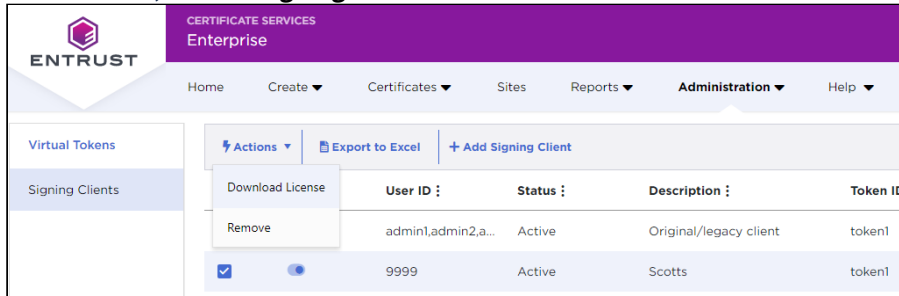 CERTIFICATE SERVICES
Enterprise
ENTRUST
Home Create Certificates Sites Reports Administration Help
Virtual Tokens
Signing Clients
Actions Export to Excel + Add Signing Client
Download License
Remove
User ID Status Description Token ID
admin1,admin2,a... Active Original/legacy client token1
9999 Active Scotts token1